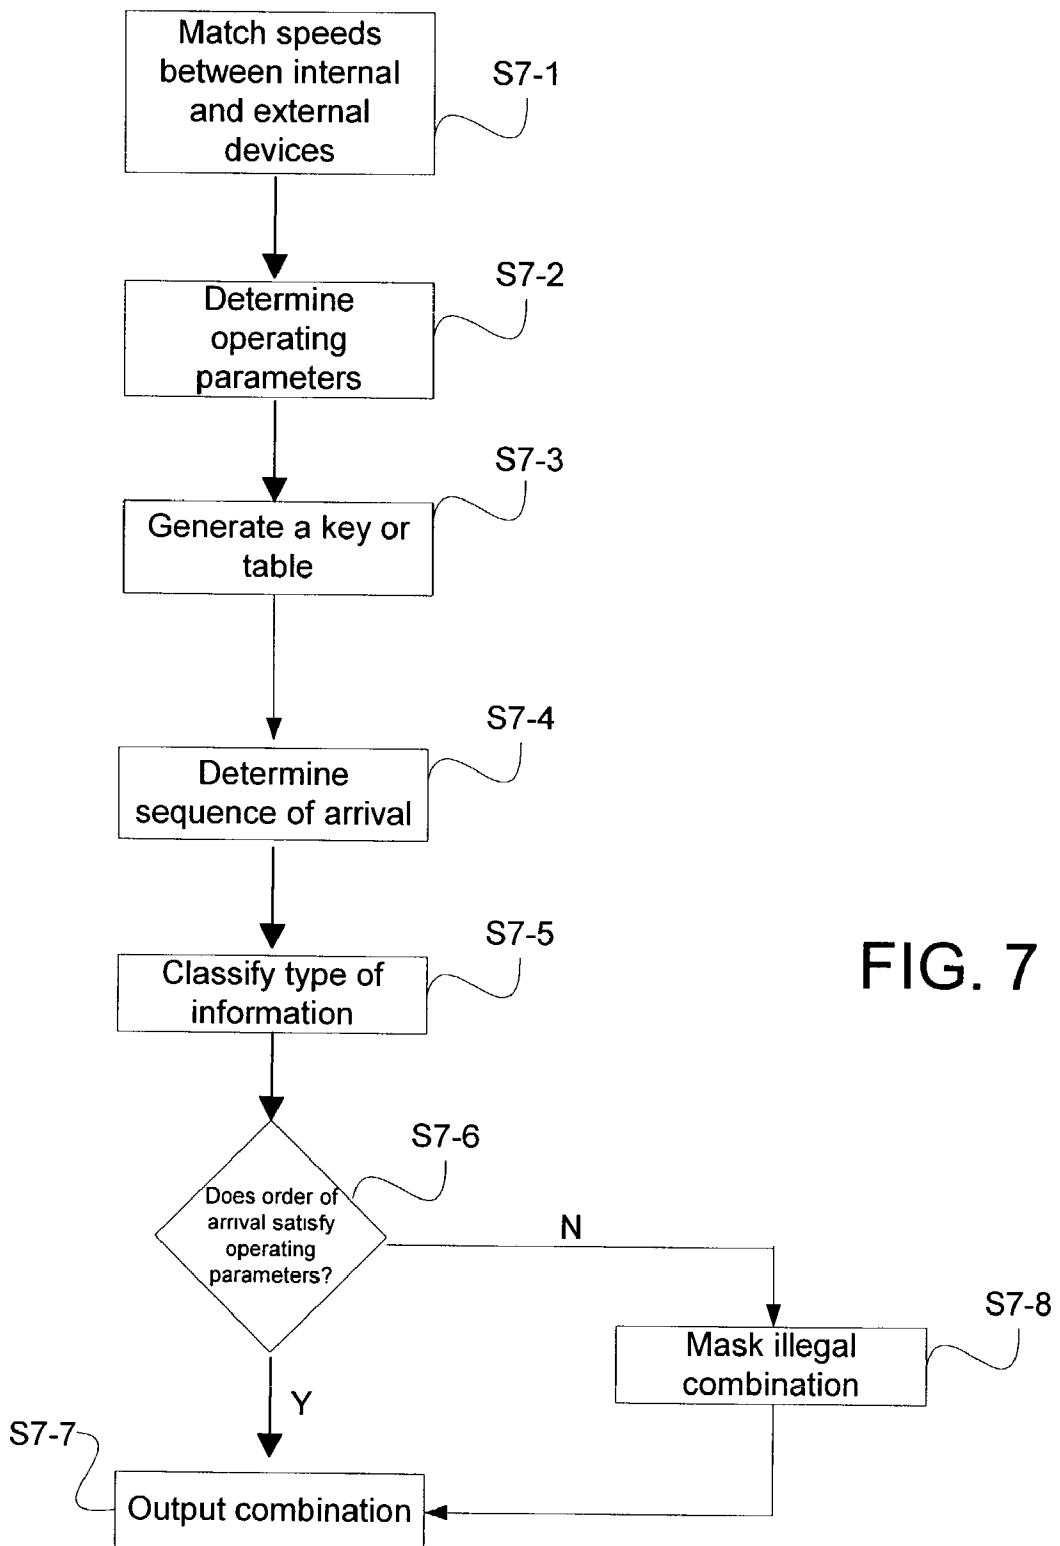 Match speeds
between internal
and external
devices
S7-1
Determine
operating
parameters
S7-2
Generate a key or
table
S7-3
Determine
sequence of arrival
S7-4
Classify type of
information
S7-5
FIG. 7
Does order of
arrival satisfy
operating
parameters?
S7-6
N
Y
Mask illegal
combination
S7-8
S7-7
Output combination